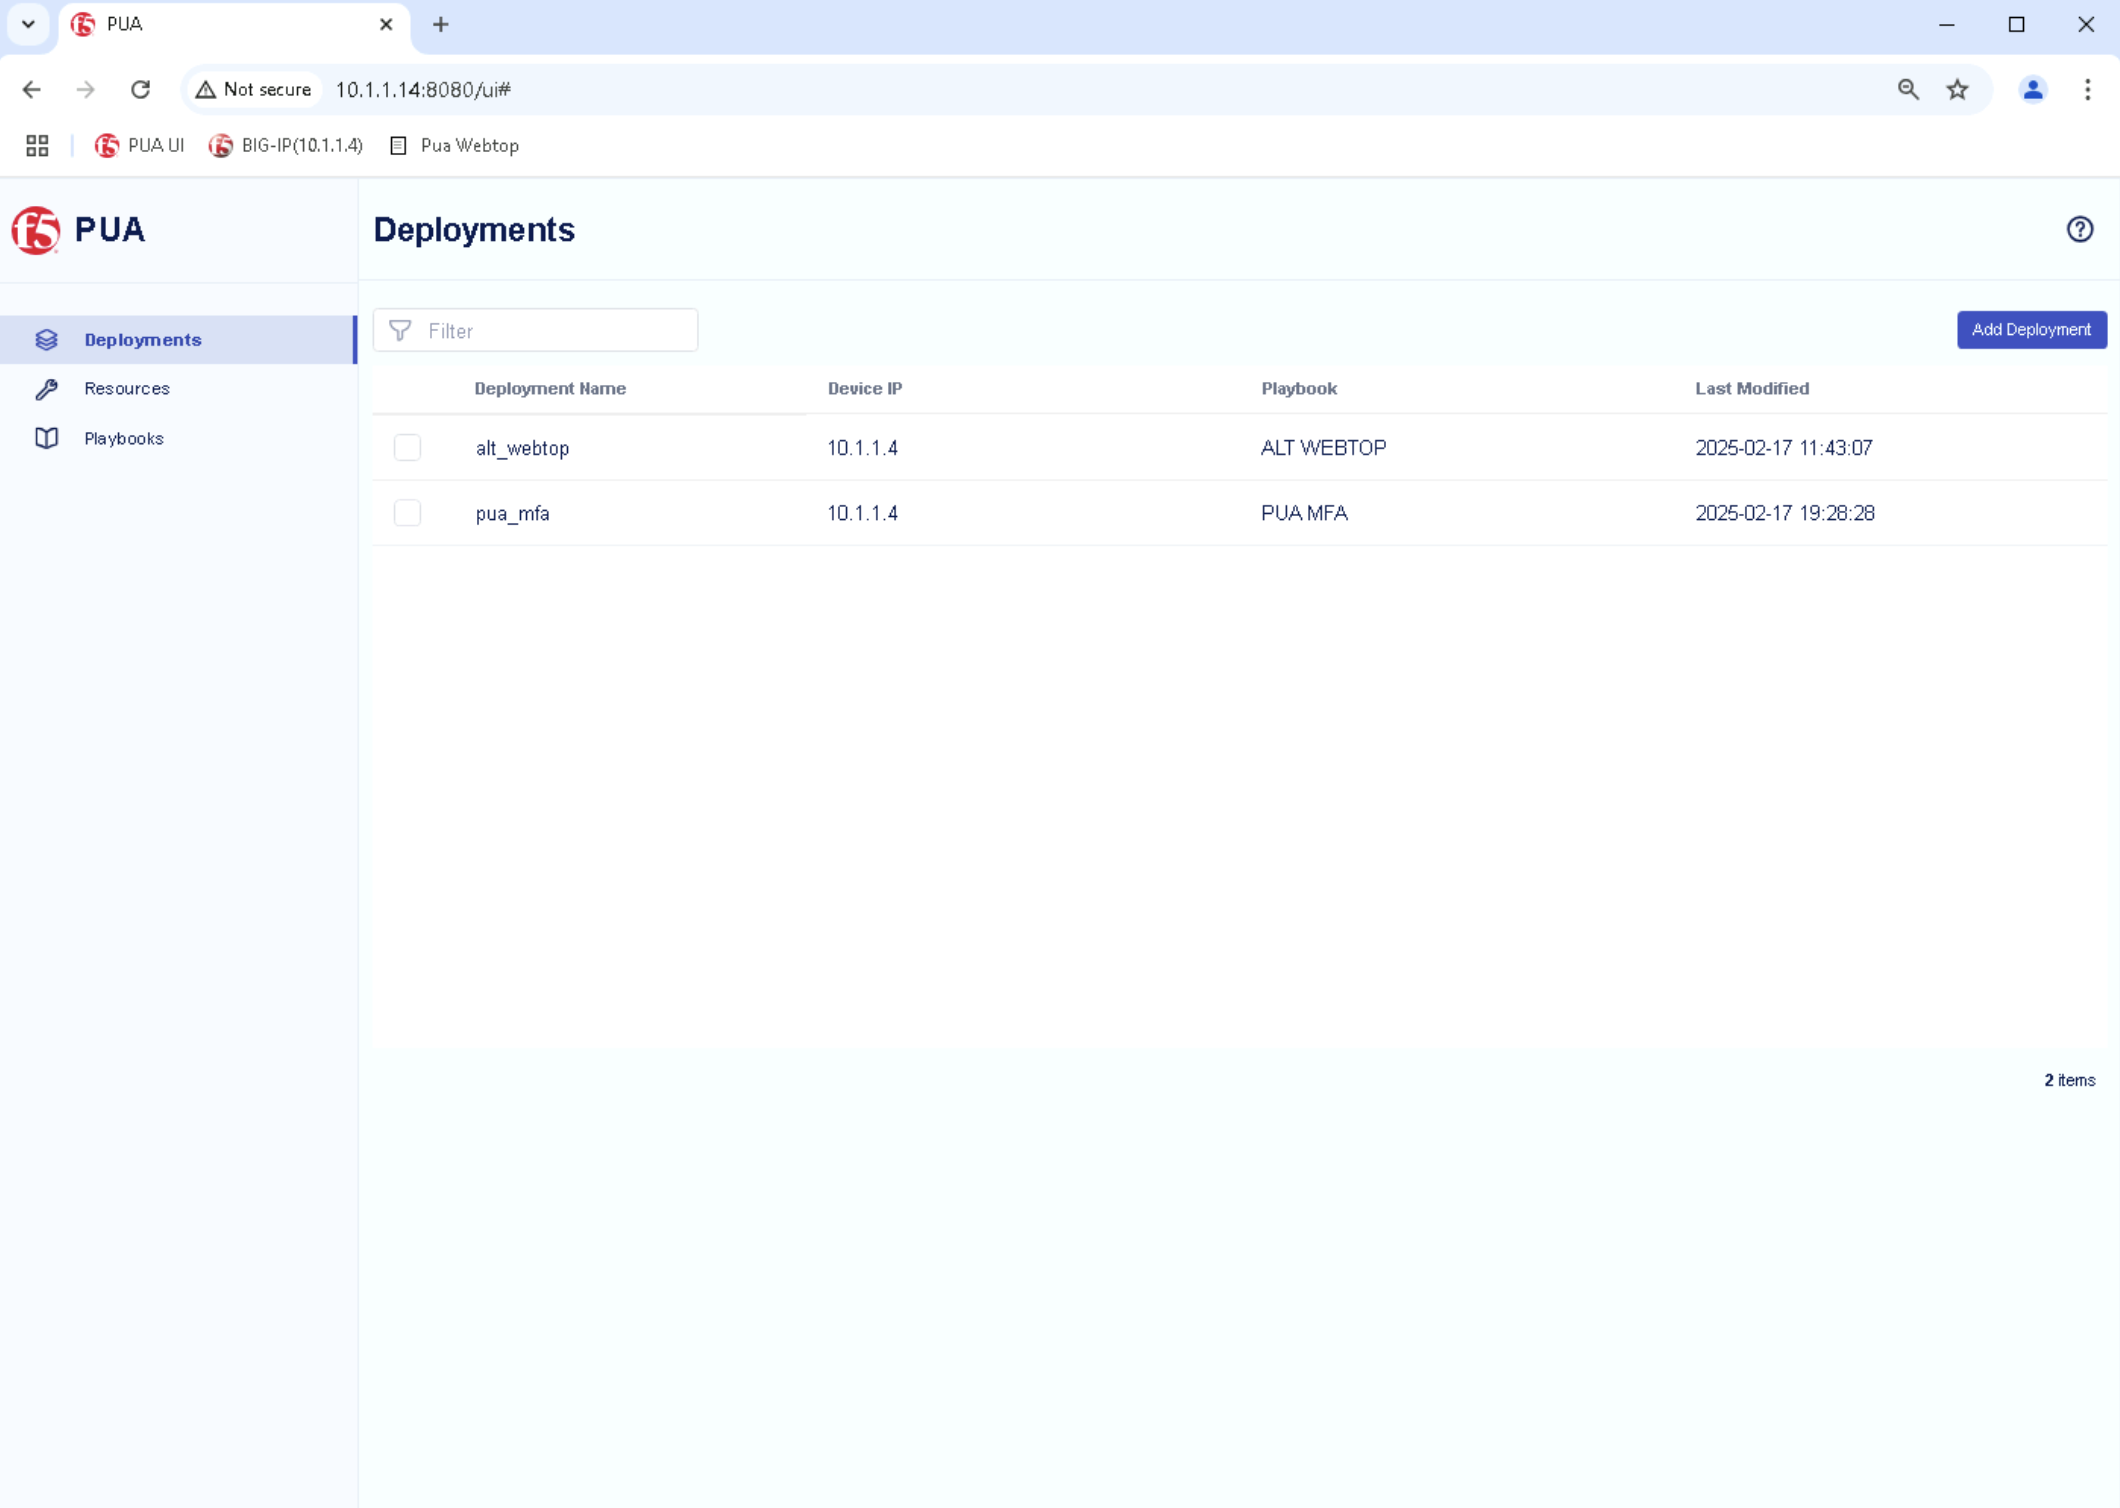 PUA
Not secure 10.1.1.14:8080/ui#
PUA UI BIG-IP(10.1.1.4) Pua Webtop
f5 PUA
Deployments
Deployments
Resources
Playbooks
Filter
Add Deployment
Deployment Name Device IP Playbook Last Modified
alt_webtop 10.1.1.4 ALT WEBTOP 2025-02-17 11:43:07
pua_mfa 10.1.1.4 PUA MFA 2025-02-17 19:28:28
2 items